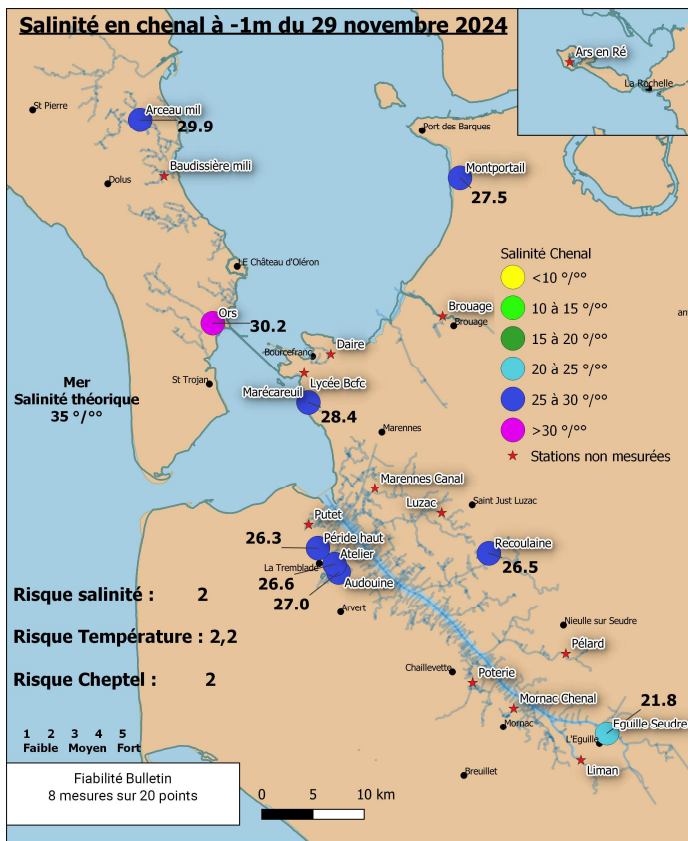 Salinité en chenal à -1m du 29 novembre 2024
Ars en Ré
La Rochelle
St Pierre
Arceau mil
29.9
Port des Barques
Baudissière mili
Dolus
Montportail
27.5
LE Château d'Oléron
Salinité Chenal
<10 °/°°
10 à 15 °/°°
15 à 20 °/°°
20 à 25 °/°°
25 à 30 °/°°
>30 °/°°
Stations non mesurées
Brouage
Brouage
an
Ors
30.2
Daire
Bourcefranc
Lycée Bcfc
Mer
Salinité théorique
35 °/°°
St Trojan
Marécareuil
28.4
Marennes
Marennes Canal
Luzac
Saint Just Luzac
Putet
26.3
Péride haut
Atelier
La Tremblade
26.6
Audouine
27.0
Arvert
Recoulaine
26.5
Risque salinité : 2
Risque Température : 2,2
Risque Cheptel : 2
Nieulle sur Seudre
Pélard
Chaillevette
Poterie
Mornac Chenal
Mornac
21.8
Eguille Seudre
L'Eguille
Liman
Breuillet
1 2 3 4 5
Faible Moyen Fort
Fiabilité Bulletin
8 mesures sur 20 points
0 5 10 km